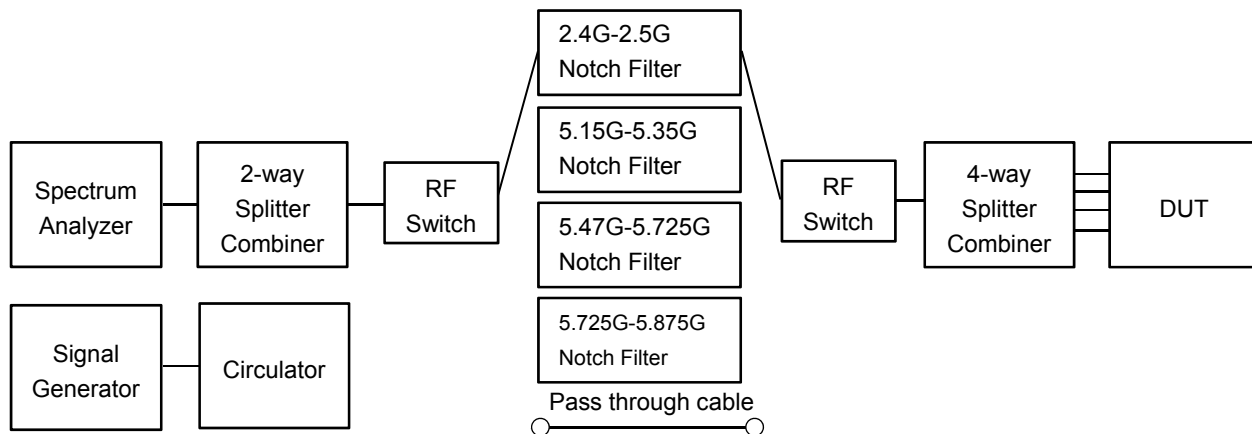 2.4G-2.5G
Notch Filter
5.15G-5.35G
Notch Filter
5.47G-5.725G
Notch Filter
5.725G-5.875G
Notch Filter
Pass through cable
Spectrum
Analyzer
2-way
Splitter
Combiner
RF
Switch
RF
Switch
4-way
Splitter
Combiner
DUT
Signal
Generator
Circulator